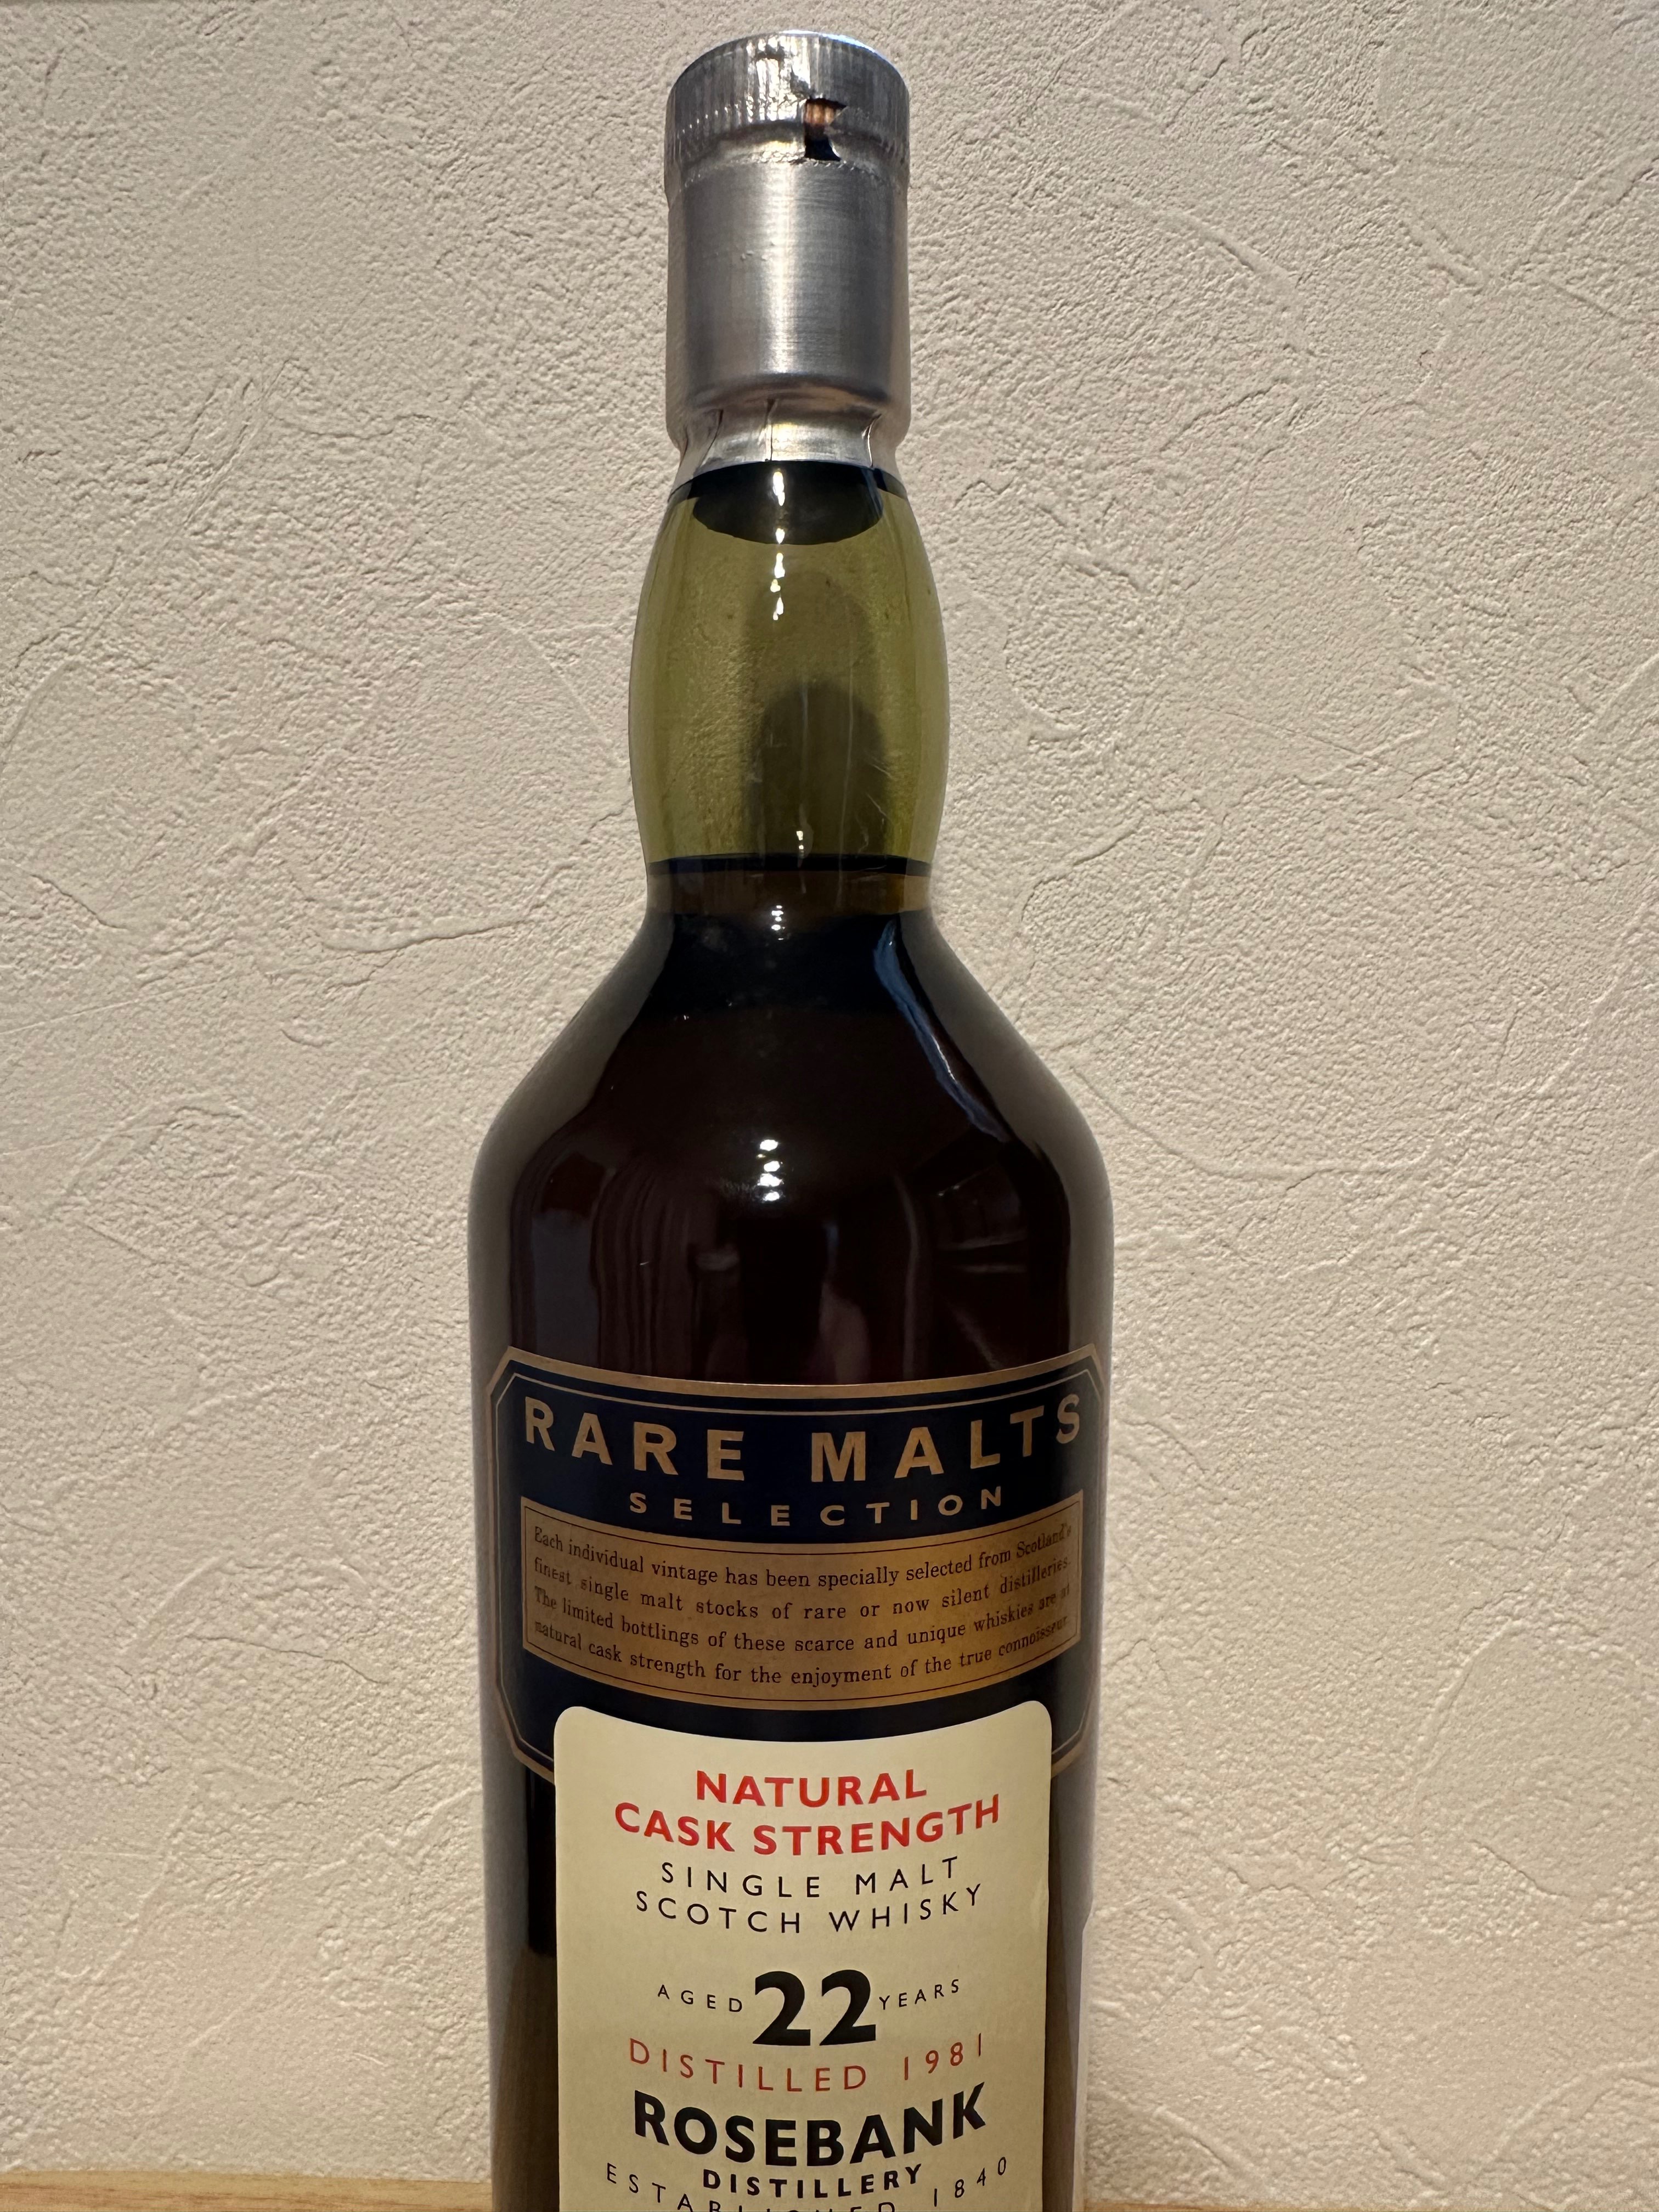 RARE MALTS
SELECTION
Each individual vintage has been specially selected from Scotland's
finest single malt stocks of rare or now silent distilleries.
The limited bottlings of these scarce and unique whiskies are at
natural cask strength for the enjoyment of the true connoisseur.
NATURAL
CASK STRENGTH
SINGLE MALT
SCOTCH WHISKY
AGED 22 YEARS
DISTILLED 1981
ROSEBANK
DISTILLERY
ESTABLISHED 1840